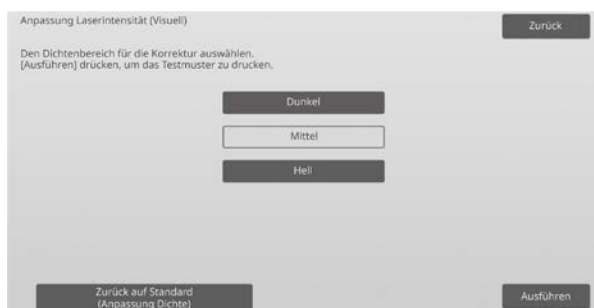 Anpassung Laserintensität (Visuell)
Zurück
Den Dichtenbereich für die Korrektur auswählen.
[Ausführen] drücken, um das Testmuster zu drucken.
Dunkel
Mittel
Hell
Zurück auf Standard
(Anpassung Dichte)
Ausführen